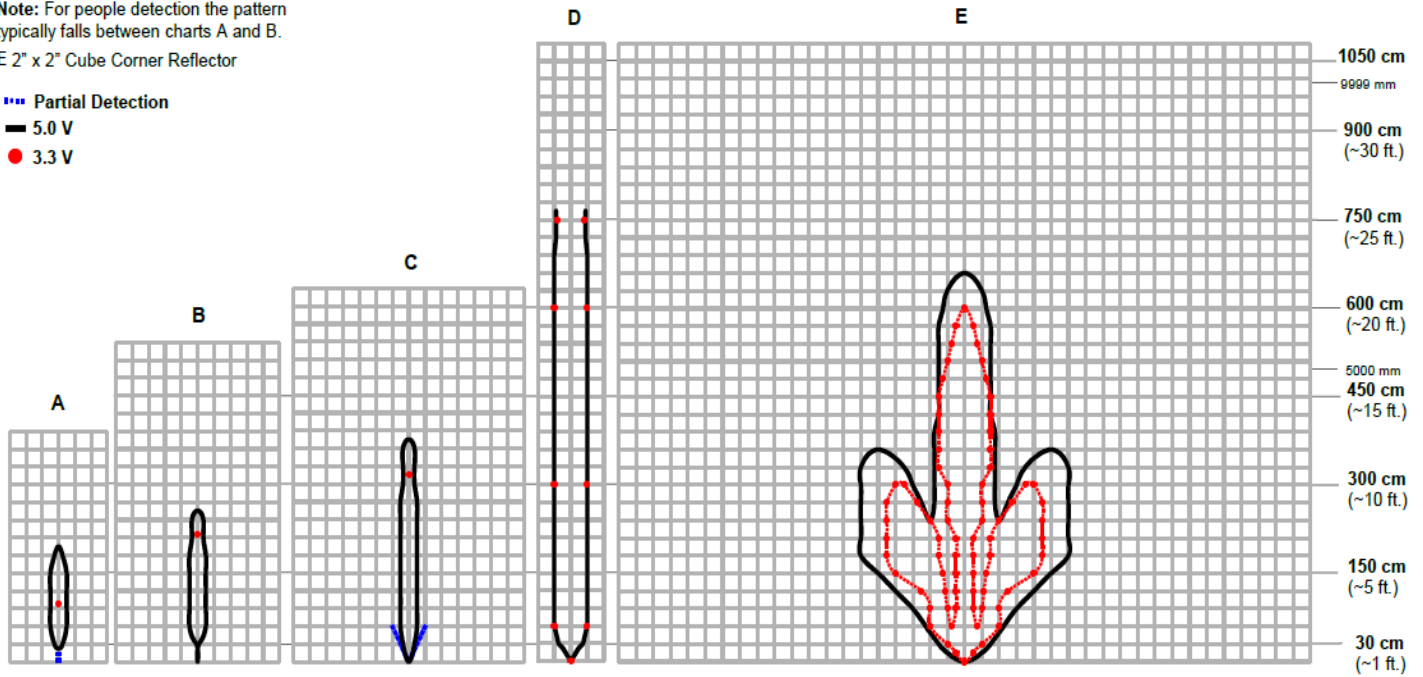 Note: For people detection the pattern
typically falls between charts A and B.
E 2" x 2" Cube Corner Reflector
Partial Detection
5.0 V
3.3 V
A
B
C
D
E
1050 cm
9999 mm
900 cm
(~30 ft.)
750 cm
(~25 ft.)
600 cm
(~20 ft.)
5000 mm
450 cm
(~15 ft.)
300 cm
(~10 ft.)
150 cm
(~5 ft.)
30 cm
(~1 ft.)